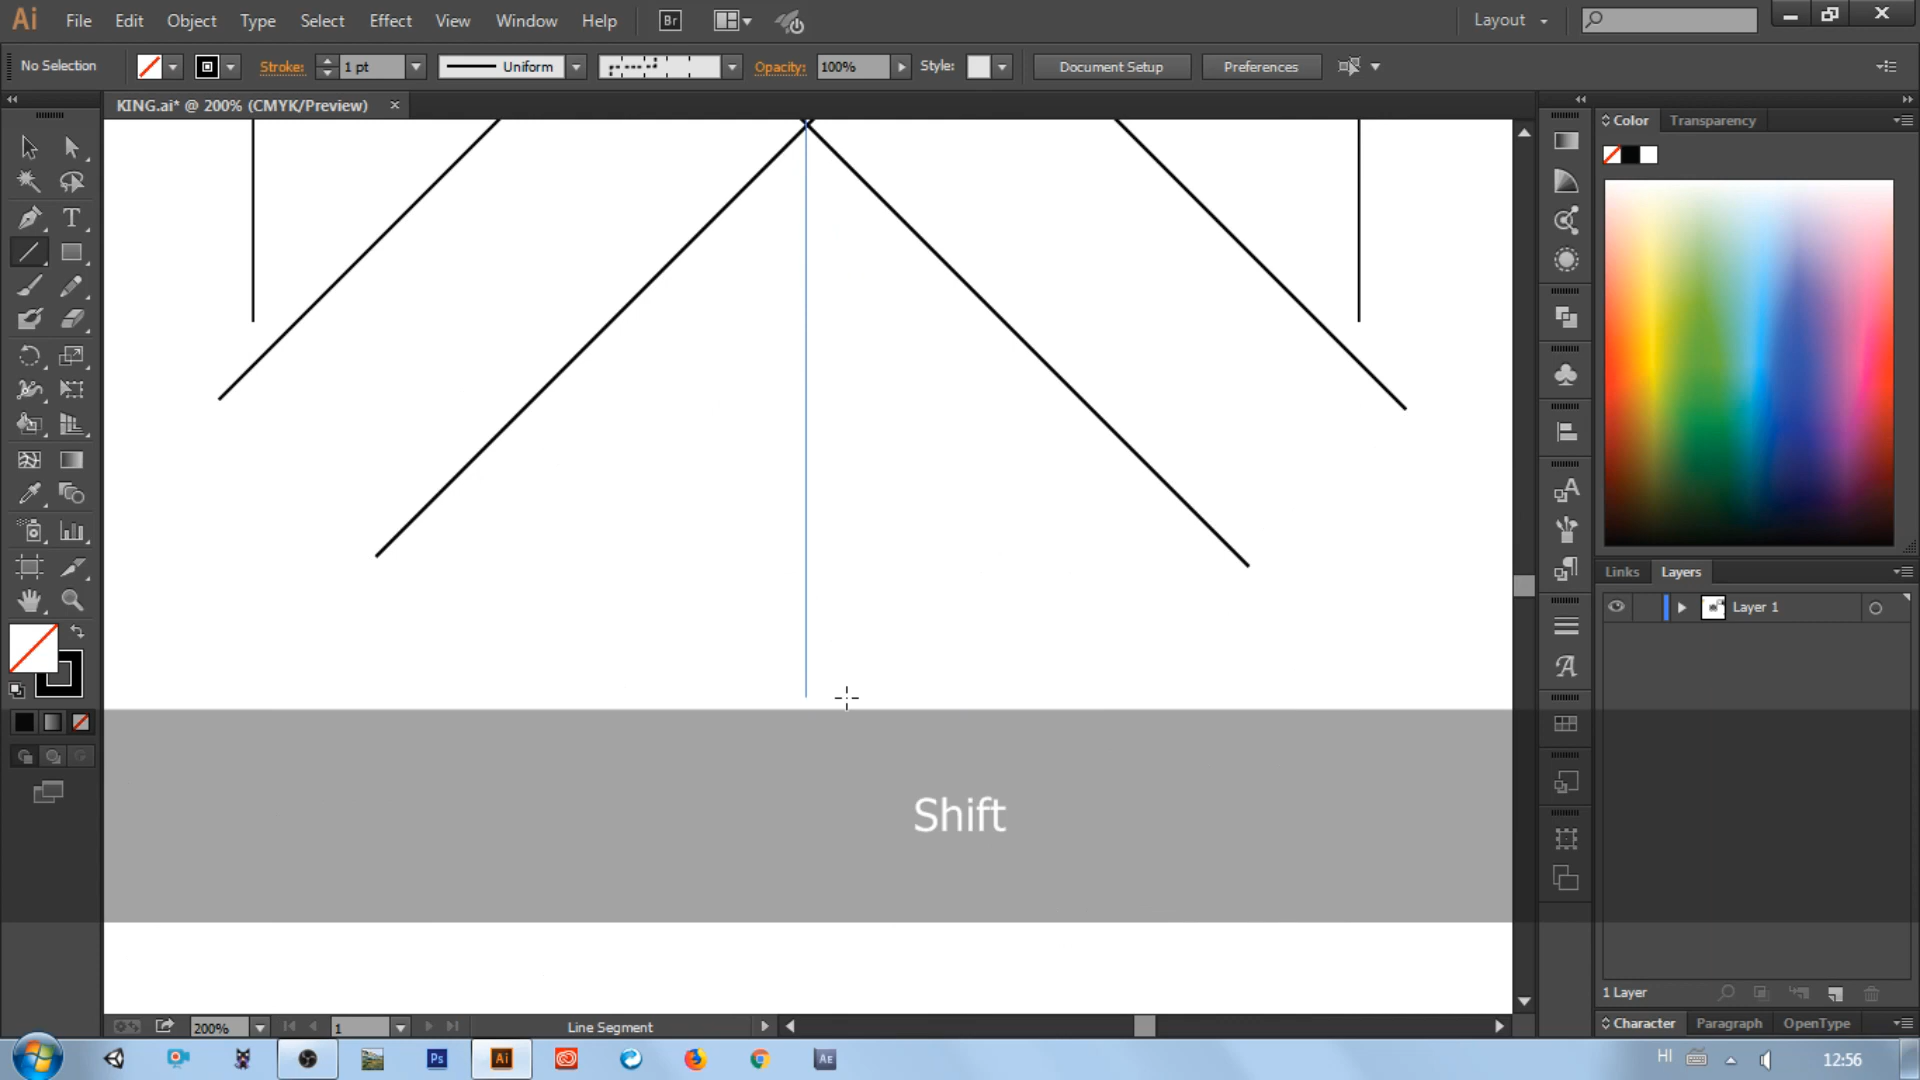 Ai File Edit Object Type Select Effect View Window Help Br Layout
No Selection Stroke: 1 pt Uniform Opacity: 100% Style: Document Setup Preferences
KING.ai* @ 200% (CMYK/Preview)
Color Transparency
Links Layers
Layer 1
Shift
1 Layer
200% 1 Line Segment
Character Paragraph OpenType
Ps Ai AE HI 12:56